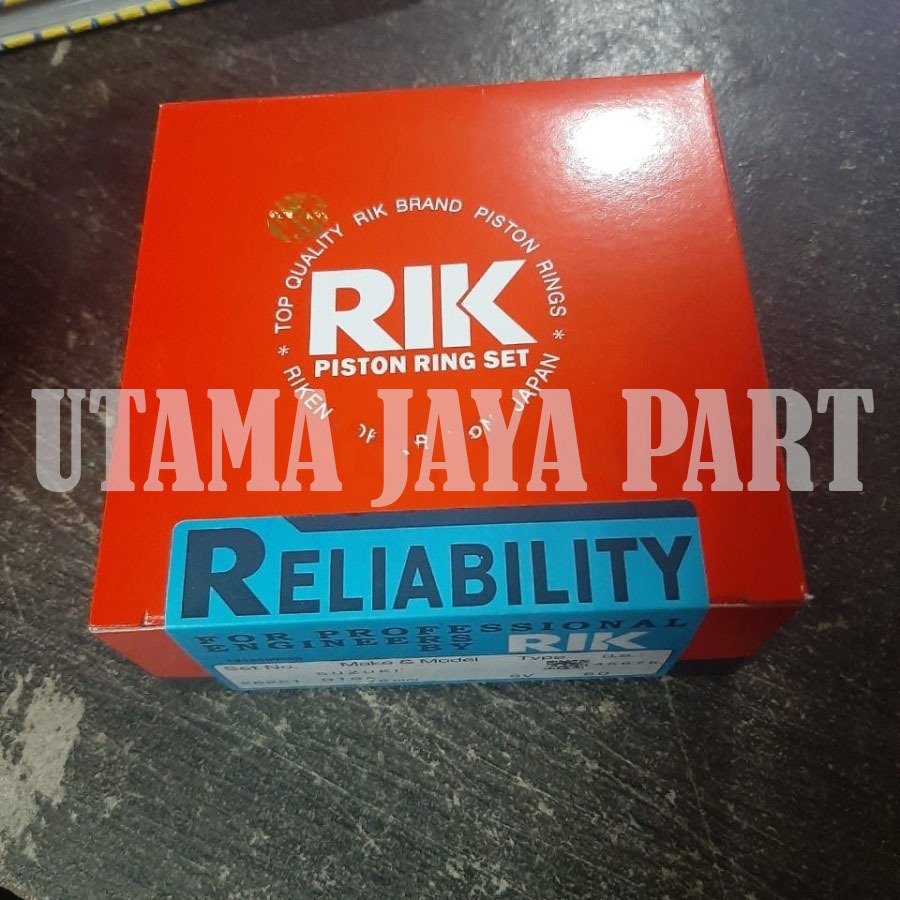 * TOP QUALITY RIK BRAND PISTON RINGS *
RIK
PISTON RING SET
RIKEN JAPAN
UTAMA JAYA PART
RELIABILITY
FOR PROFESSIONAL
ENGINEERS
BY RIK
No. Make & Model Type
SUZUKI
60